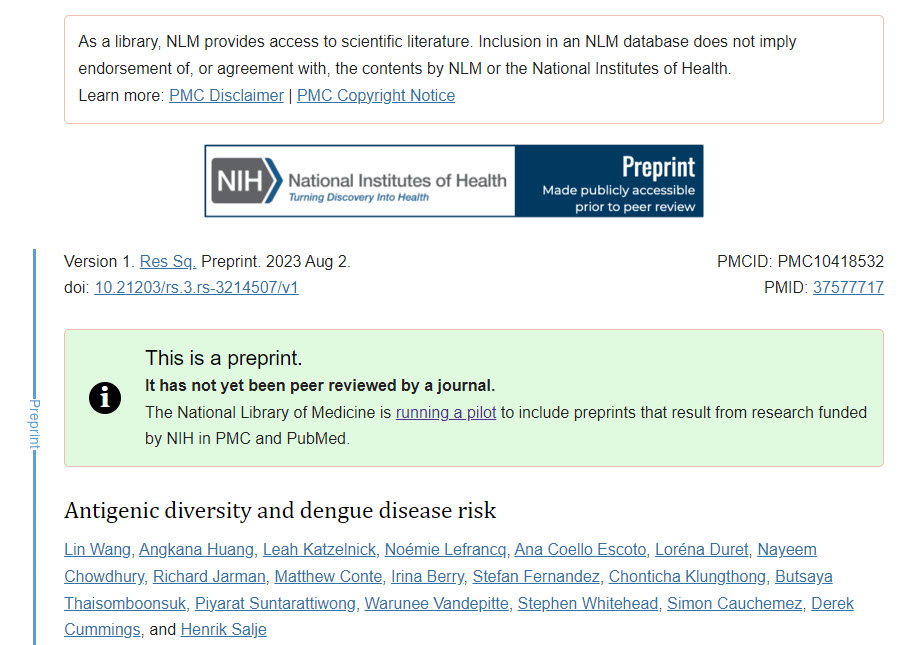 As a library, NLM provides access to scientific literature. Inclusion in an NLM database does not imply
endorsement of, or agreement with, the contents by NLM or the National Institutes of Health.
Learn more: PMC Disclaimer | PMC Copyright Notice
NIH National Institutes of Health
Turning Discovery Into Health
Preprint
Made publicly accessible
prior to peer review
Version 1. Res Sq. Preprint. 2023 Aug 2.
doi: 10.21203/rs.3.rs-3214507/v1
PMCID: PMC10418532
PMID: 37577717
Preprint
This is a preprint.
It has not yet been peer reviewed by a journal.
The National Library of Medicine is running a pilot to include preprints that result from research funded
by NIH in PMC and PubMed.
Antigenic diversity and dengue disease risk
Lin Wang, Angkana Huang, Leah Katzelnick, Noémie Lefrancq, Ana Coello Escoto, Loréna Duret, Nayeem
Chowdhury, Richard Jarman, Matthew Conte, Irina Berry, Stefan Fernandez, Chonticha Klungthong, Butsaya
Thaisomboonsuk, Piyarat Suntarattiwong, Warunee Vandepitte, Stephen Whitehead, Simon Cauchemez, Derek
Cummings, and Henrik Salje